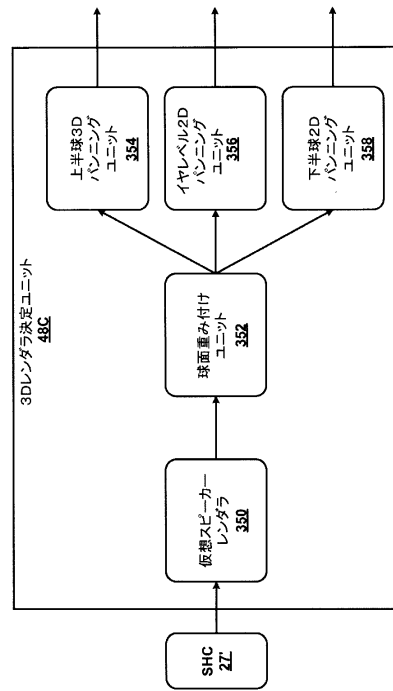 3Dレンダラ決定ユニット
48C
SHC
27'
仮想スピーカー
レンダラ
350
球面重み付け
ユニット
352
上半球3D
パンニング
ユニット
354
イヤレベル2D
パンニング
ユニット
356
下半球2D
パンニング
ユニット
358